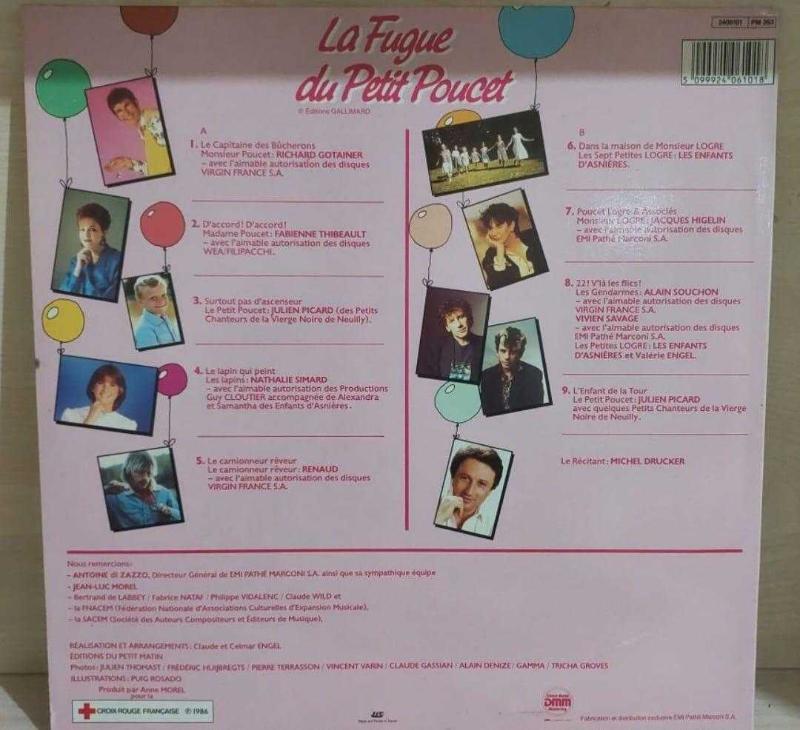 2406101 PM 263
La Fugue
du Petit Poucet
© Éditions GALLIMARD
5 099924 061018
A
1. Le Capitaine des Bûcherons
Monsieur Poucet: RICHARD GOTAINER
– avec l'aimable autorisation des disques
VIRGIN FRANCE S.A.
2. D'accord! D'accord!
Madame Poucet: FABIENNE THIBEAULT
– avec l'aimable autorisation des disques
WEA/FILIPACCHI.
3. Surtout pas d'ascenseur
Le Petit Poucet: JULIEN PICARD (des Petits
Chanteurs de la Vierge Noire de Neuilly).
4. Le lapin qui peint
Les lapins: NATHALIE SIMARD
– avec l'aimable autorisation des Productions
Guy CLOUTIER accompagnée de Alexandra
et Samantha des Enfants d'Asnières.
5. Le camionneur rêveur
Le camionneur rêveur: RENAUD
– avec l'aimable autorisation des disques
VIRGIN FRANCE S.A.
B
6. Dans la maison de Monsieur LOGRE
Les Sept Petites LOGRE: LES ENFANTS
D'ASNIÈRES.
7. Poucet Logre & Associés
Monsieur LOGRE: JACQUES HIGELIN
– avec l'aimable autorisation des disques
EMI Pathé Marconi S.A.
8. 22! V'là les flics!
Les Gendarmes: ALAIN SOUCHON
– avec l'aimable autorisation des disques
VIRGIN FRANCE S.A.
VIVIEN SAVAGE
– avec l'aimable autorisation des disques
EMI Pathé Marconi S.A.
Les Petites LOGRE: LES ENFANTS
D'ASNIÈRES et Valérie ENGEL.
9. L'Enfant de la Tour
Le Petit Poucet: JULIEN PICARD
avec quelques Petits Chanteurs de la Vierge
Noire de Neuilly.
Le Récitant: MICHEL DRUCKER
Nous remercions:
– ANTOINE di ZAZZO, Directeur Général de EMI PATHÉ MARCONI S.A. ainsi que sa sympathique équipe
– JEAN-LUC MOREL
– Bertrand de LABBEY / Fabrice NATAF / Philippe VIDALENC / Claude WILD et
– la FNACEM (Fédération Nationale d'Associations Culturelles d'Expansion Musicale),
– la SACEM (Société des Auteurs Compositeurs et Éditeurs de Musique),
RÉALISATION ET ARRANGEMENTS: Claude et Celmar ENGEL
ÉDITIONS DU PETIT MATIN
Photos: JULIEN THOMAST / FRÉDÉRIC HUIJBREGTS / PIERRE TERRASSON / VINCENT VARIN / CLAUDE GASSIAN / ALAIN DENIZE / GAMMA / TRICHA GROVES
ILLUSTRATIONS: PUIG ROSADO
Produit par Anne MOREL
pour la
CROIX-ROUGE FRANÇAISE ℗ 1986
DMM
Fabrication et distribution exclusive EMI Pathé Marconi S.A.